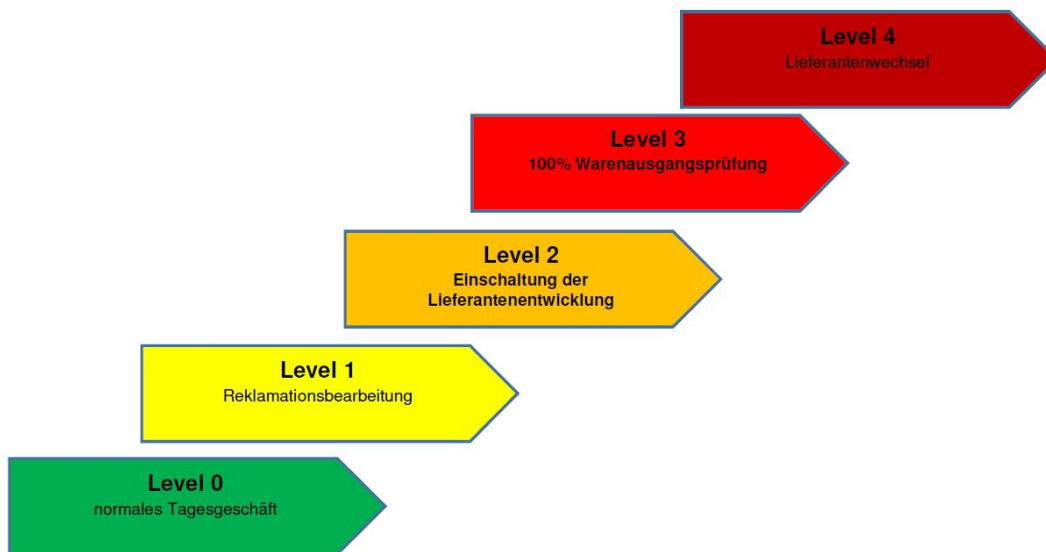 Level 4
Lieferantenwechsel
Level 3
100% Warenausgangsprüfung
Level 2
Einschaltung der
Lieferantenentwicklung
Level 1
Reklamationsbearbeitung
Level 0
normales Tagesgeschäft